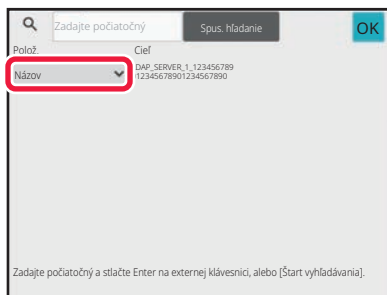 Zadajte počiatočný
Spus. hľadanie
OK
Polož.
Cieľ
Názov
DAP_SERVER_1_123456789
12345678901234567890
Zadajte počiatočný a stlačte Enter na externej klávesnici, alebo [Štart vyhľadávania].